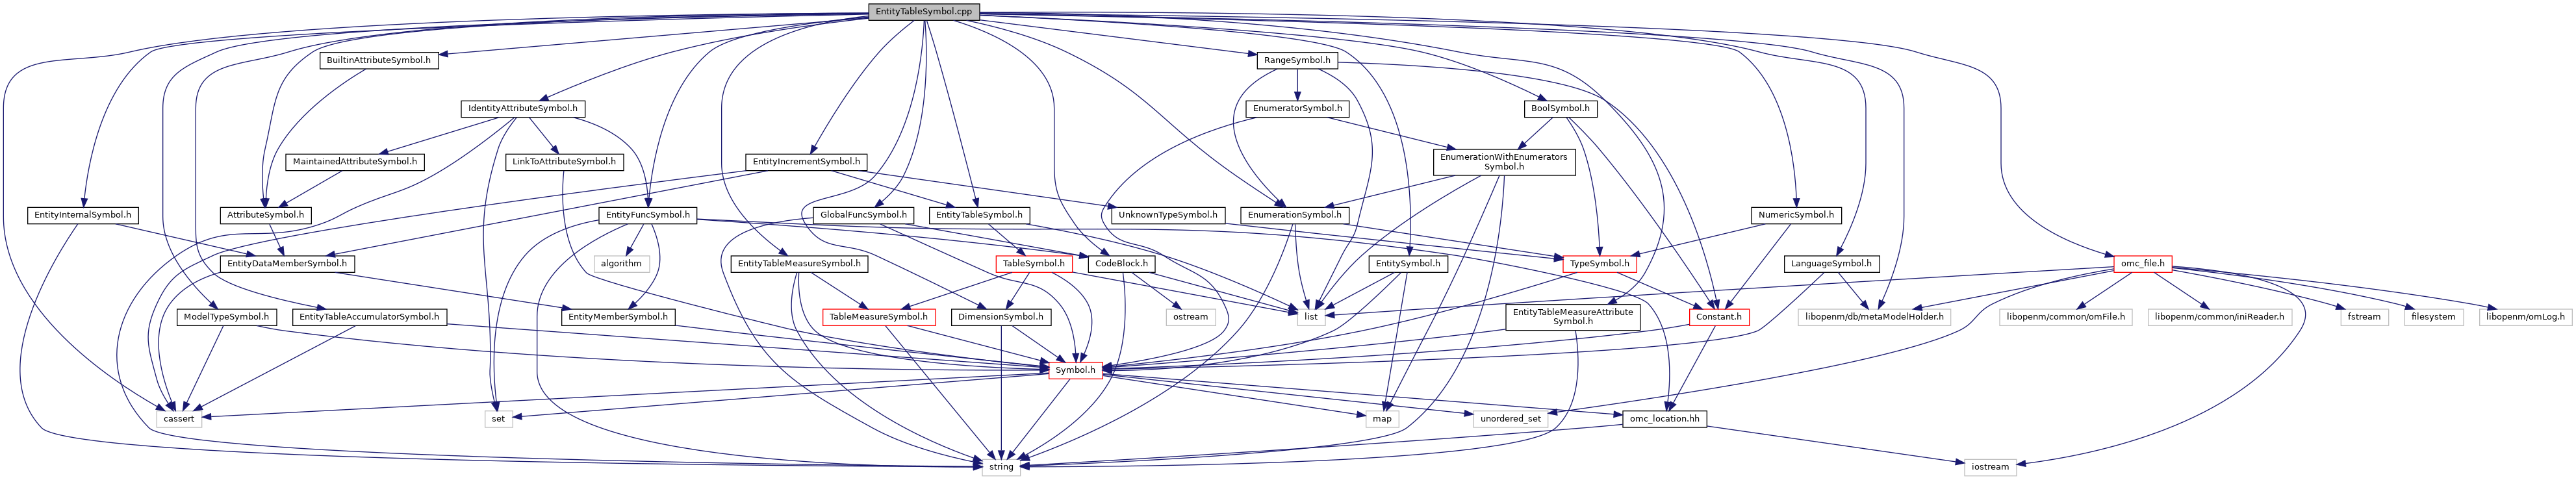 EntityTableSymbol.cpp
BuiltinAttributeSymbol.h
RangeSymbol.h
IdentityAttributeSymbol.h
EnumeratorSymbol.h
BoolSymbol.h
MaintainedAttributeSymbol.h
LinkToAttributeSymbol.h
EntityIncrementSymbol.h
EnumerationWithEnumerators
Symbol.h
EntityInternalSymbol.h
AttributeSymbol.h
EntityFuncSymbol.h
GlobalFuncSymbol.h
EntityTableSymbol.h
UnknownTypeSymbol.h
EnumerationSymbol.h
NumericSymbol.h
EntityDataMemberSymbol.h
algorithm
EntityTableMeasureSymbol.h
TableSymbol.h
CodeBlock.h
EntitySymbol.h
TypeSymbol.h
LanguageSymbol.h
omc_file.h
ModelTypeSymbol.h
EntityTableAccumulatorSymbol.h
EntityMemberSymbol.h
TableMeasureSymbol.h
DimensionSymbol.h
ostream
list
EntityTableMeasureAttribute
Symbol.h
Constant.h
libopenm/db/metaModelHolder.h
libopenm/common/omFile.h
libopenm/common/iniReader.h
fstream
filesystem
libopenm/omLog.h
Symbol.h
cassert
set
map
unordered_set
omc_location.hh
string
iostream